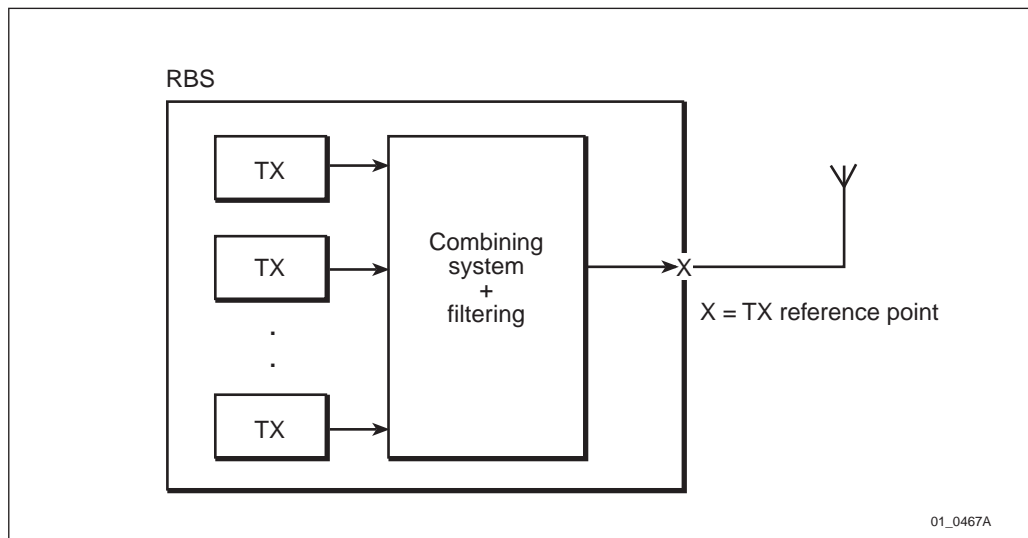 RBS
TX
TX
.
.
TX
Combining
system
+
filtering
X
X = TX reference point
01_0467A